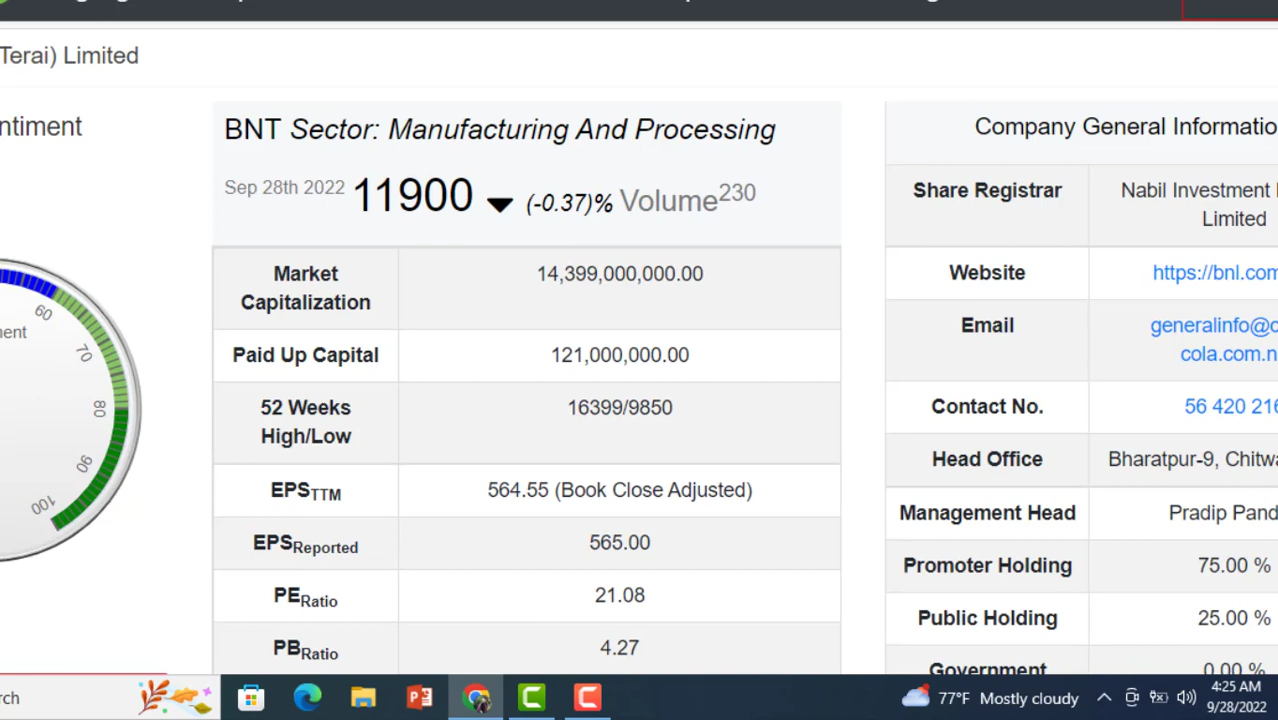 Terai) Limited
ntiment
60
ent
70
80
90
100
BNT Sector: Manufacturing And Processing
Sep 28th 2022 11900 (-0.37)% Volume230
Market Capitalization 14,399,000,000.00
Paid Up Capital 121,000,000.00
52 Weeks High/Low 16399/9850
EPSTTM 564.55 (Book Close Adjusted)
EPSReported 565.00
PERatio 21.08
PBRatio 4.27
Company General Informatio
Share Registrar Nabil Investment
Limited
Website https://bnl.com
Email generalinfo@c
cola.com.n
Contact No. 56 420 216
Head Office Bharatpur-9, Chitwa
Management Head Pradip Pand
Promoter Holding 75.00 %
Public Holding 25.00 %
Government 0.00 %
rch
77°F Mostly cloudy
4:25 AM
9/28/2022